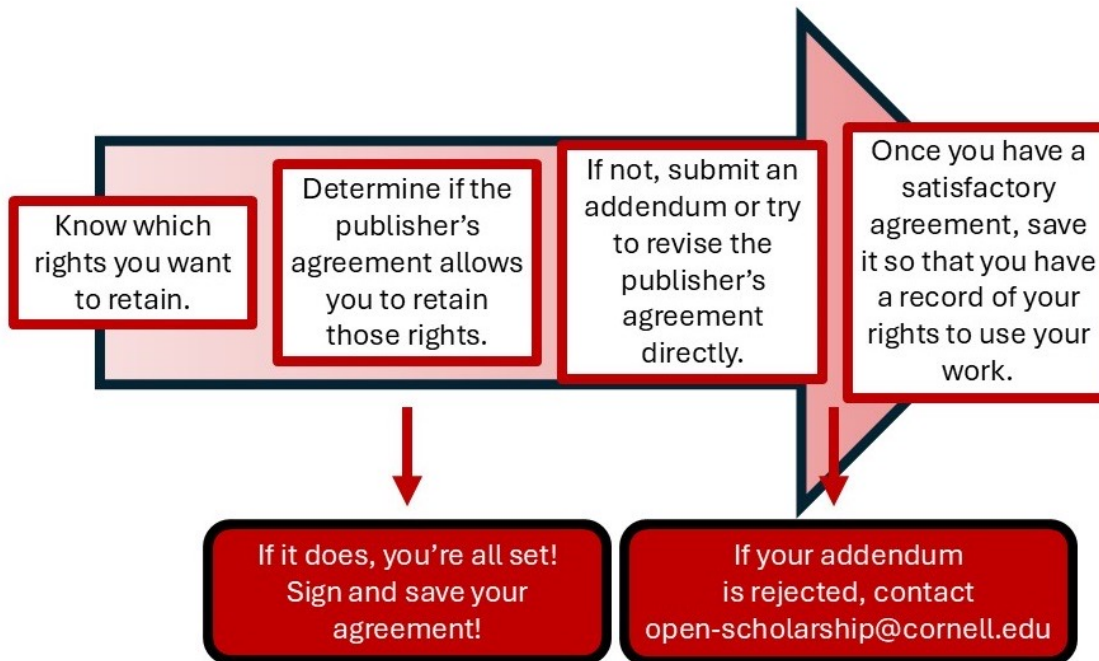 Know which
rights you want
to retain.
Determine if the
publisher’s
agreement allows
you to retain
those rights.
If not, submit an
addendum or try
to revise the
publisher’s
agreement
directly.
Once you have a
satisfactory
agreement, save
it so that you have
a record of your
rights to use your
work.
If it does, you’re all set!
Sign and save your
agreement!
If your addendum
is rejected, contact
open-scholarship@cornell.edu